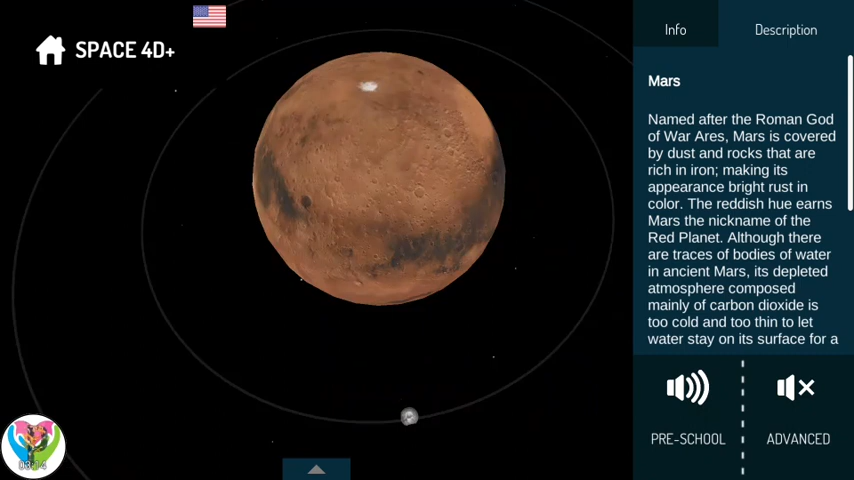 SPACE 4D+
Info
Description
Mars
Named after the Roman God
of War Ares, Mars is covered
by dust and rocks that are
rich in iron; making its
appearance bright rust in
color. The reddish hue earns
Mars the nickname of the
Red Planet. Although there
are traces of bodies of water
in ancient Mars, its depleted
atmosphere composed
mainly of carbon dioxide is
too cold and too thin to let
water stay on its surface for a
PRE-SCHOOL
ADVANCED